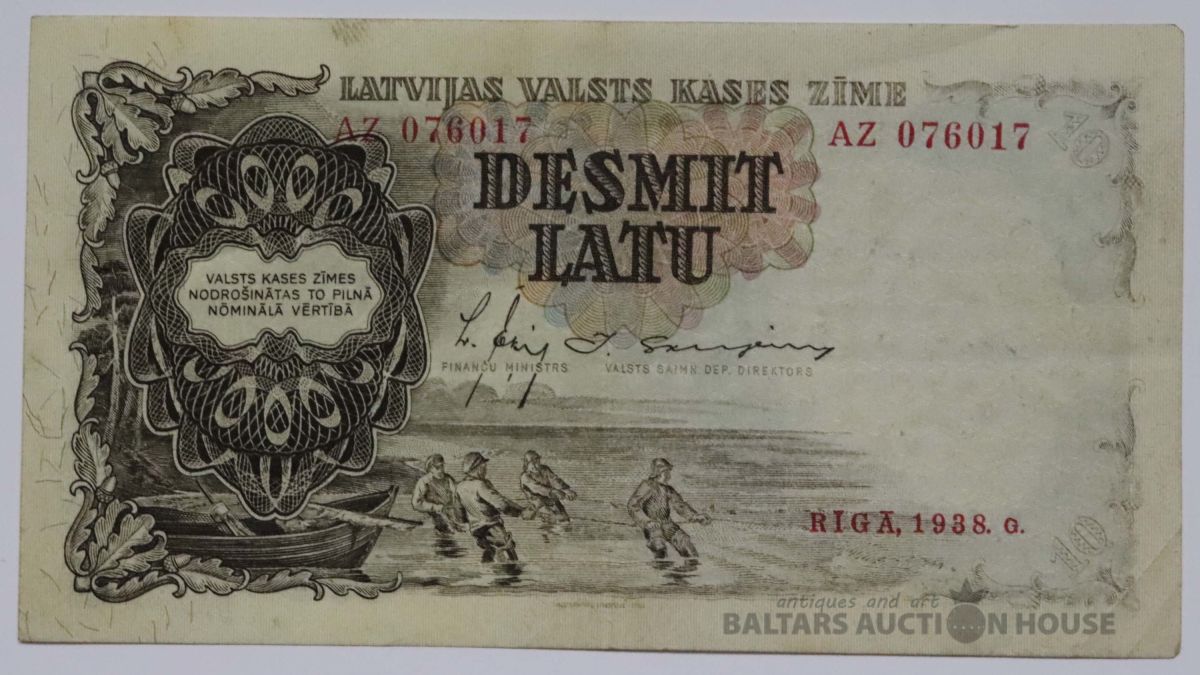 LATVIJAS VALSTS KASES ZĪME
AZ 076017 AZ 076017
10
DESMIT
LATU
VALSTS KASES ZĪMES
NODROŠINĀTAS TO PILNĀ
NŌMINĀLĀ VĒRTĪBĀ
FINANČU MINISTRS VALSTS SAIMN. DEP. DIREKTORS
RĪGĀ, 1938. G.
10
antiques and art
BALTARS AUCTION HOUSE